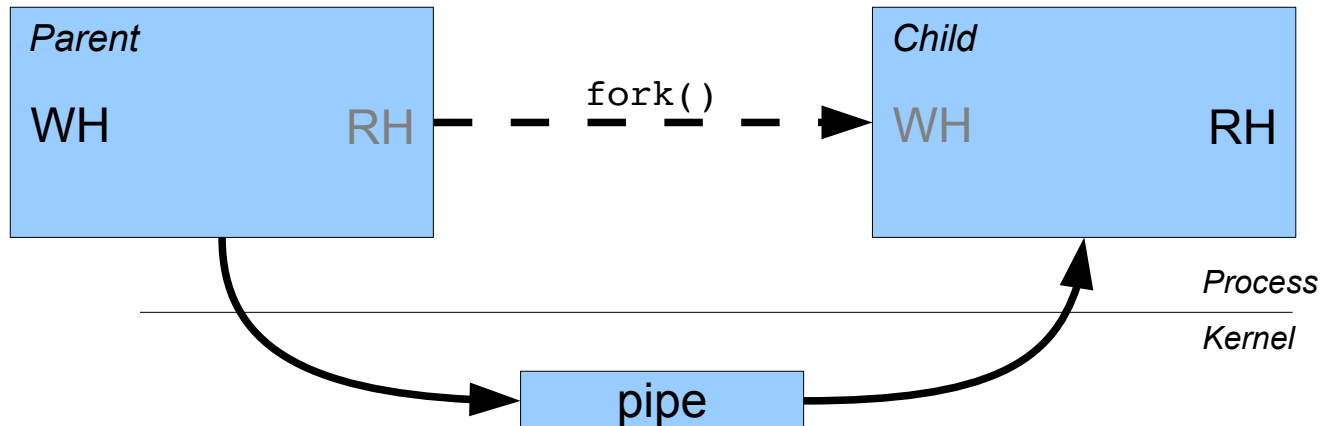 Parent
Child
fork()
WH
RH
WH
RH
Process
Kernel
pipe